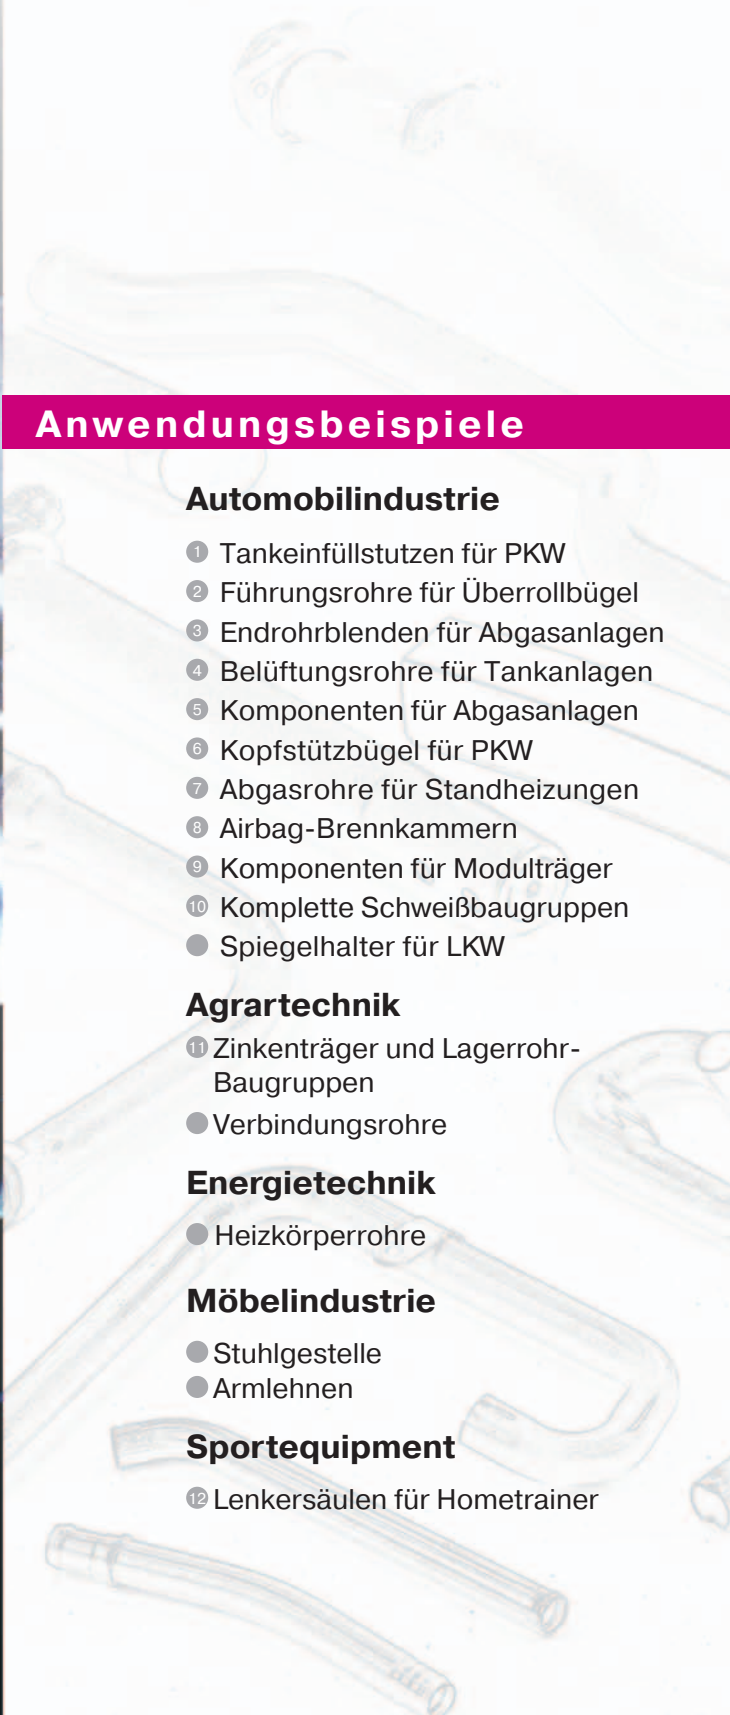 Anwendungsbeispiele
Automobilindustrie
1 Tankeinfüllstutzen für PKW
2 Führungsrohre für Überrollbügel
3 Endrohrblenden für Abgasanlagen
4 Belüftungsrohre für Tankanlagen
5 Komponenten für Abgasanlagen
6 Kopfstützbügel für PKW
7 Abgasrohre für Standheizungen
8 Airbag-Brennkammern
9 Komponenten für Modulträger
10 Komplette Schweißbaugruppen
Spiegelhalter für LKW
Agrartechnik
11 Zinkenträger und Lagerrohr-
Baugruppen
Verbindungsrohre
Energietechnik
Heizkörperrohre
Möbelindustrie
Stuhlgestelle
Armlehnen
Sportequipment
12 Lenkersäulen für Hometrainer